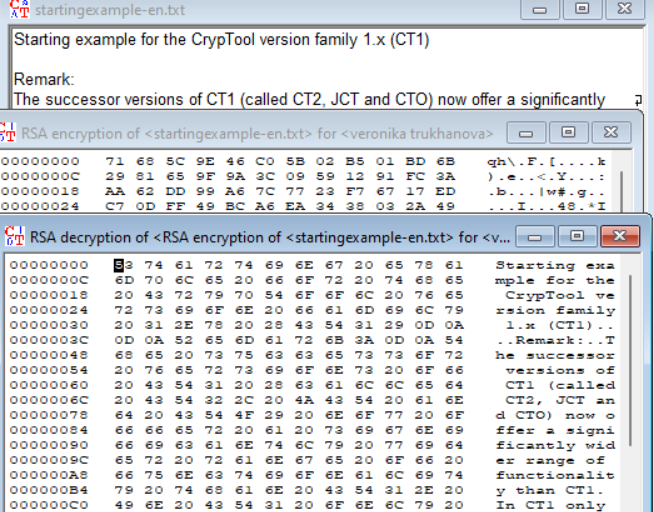 startingexample-en.txt
Starting example for the CrypTool version family 1.x (CT1)
Remark:
The successor versions of CT1 (called CT2, JCT and CTO) now offer a significantly
RSA encryption of <startingexample-en.txt> for <veronika trukhanova>
00000000 71 68 5C 9E 46 C0 5B 02 B5 01 BD 6B qh\.F.[....k
0000000C 29 81 65 9F 9A 3C 09 59 12 91 FC 3A ).e..<.Y...:
00000018 AA 62 DD 99 A6 7C 77 23 F7 67 17 ED .b...|w#.g..
00000024 C7 0D FF 49 BC A6 EA 34 38 03 2A 49 ...I...48.*I
RSA decryption of <RSA encryption of <startingexample-en.txt> for <v...
00000000 53 74 61 72 74 69 6E 67 20 65 78 61 Starting exa
0000000C 6D 70 6C 65 20 66 6F 72 20 74 68 65 mple for the
00000018 20 43 72 79 70 54 6F 6F 6C 20 76 65 CrypTool ve
00000024 72 73 69 6F 6E 20 66 61 6D 69 6C 79 rsion family
00000030 20 31 2E 78 20 28 43 54 31 29 0D 0A 1.x (CT1)..
0000003C 0D 0A 52 65 6D 61 72 6B 3A 0D 0A 54 ..Remark:..T
00000048 68 65 20 73 75 63 63 65 73 73 6F 72 he successor
00000054 20 76 65 72 73 69 6F 6E 73 20 6F 66 versions of
00000060 20 43 54 31 20 28 63 61 6C 6C 65 64 CT1 (called
0000006C 20 43 54 32 2C 20 4A 43 54 20 61 6E CT2, JCT an
00000078 64 20 43 54 4F 29 20 6E 6F 77 20 6F d CTO) now o
00000084 66 66 65 72 20 61 20 73 69 67 6E 69 ffer a signi
00000090 66 69 63 61 6E 74 6C 79 20 77 69 64 ficantly wid
0000009C 65 72 20 72 61 6E 67 65 20 6F 66 20 er range of
000000A8 66 75 6E 63 74 69 6F 6E 61 6C 69 74 functionalit
000000B4 79 20 74 68 61 6E 20 43 54 31 2E 20 y than CT1.
000000C0 49 6E 20 43 54 31 20 6F 6E 6C 79 20 In CT1 only